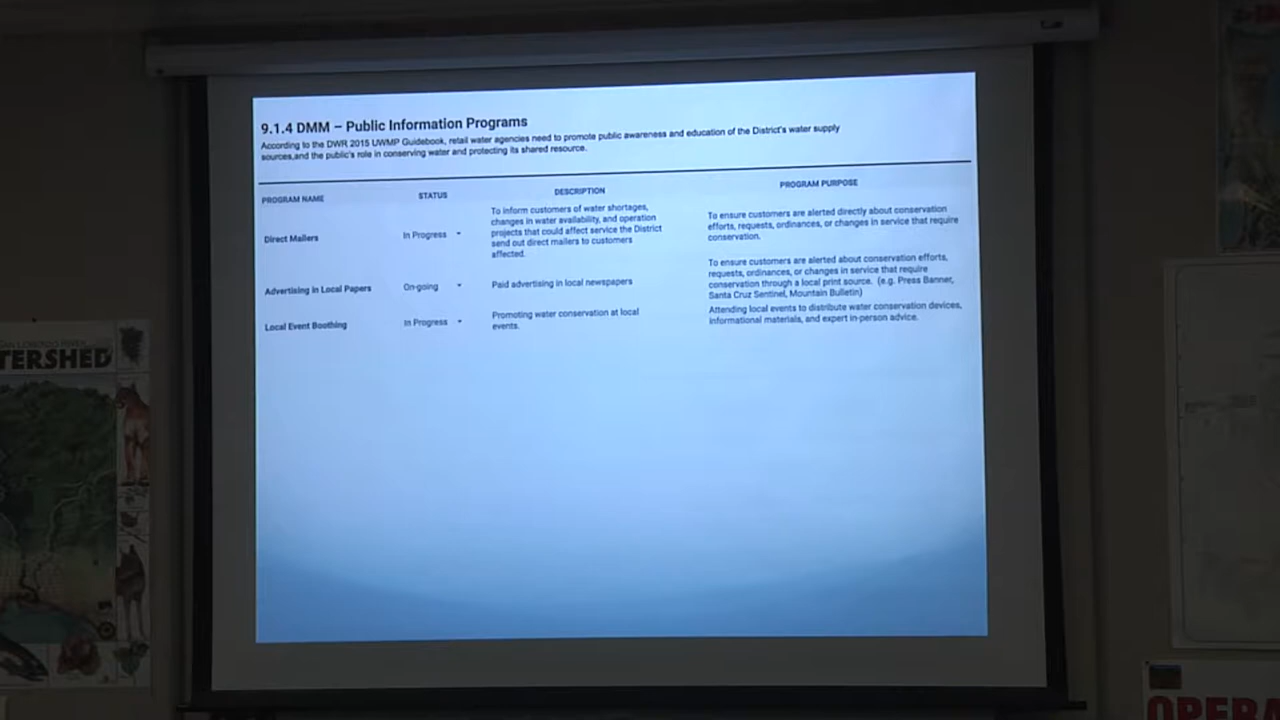 9.1.4 DMM – Public Information Programs
According to the DWR 2015 UWMP Guidebook, retail water agencies need to promote public awareness and education of the District's water supply
sources,and the public's role in conserving water and protecting its shared resource.
PROGRAM NAME STATUS DESCRIPTION PROGRAM PURPOSE
Direct Mailers
In Progress
To inform customers of water shortages,
changes in water availability, and operation
projects that could affect service the District
send out direct mailers to customers
affected.
To ensure customers are alerted directly about conservation
efforts, requests, ordinances, or changes in service that require
conservation.
Advertising in Local Papers
On-going
Paid advertising in local newspapers
To ensure customers are alerted about conservation efforts,
requests, ordinances, or changes in service that require
conservation through a local print source. (e.g. Press Banner,
Santa Cruz Sentinel, Mountain Bulletin)
Local Event Boothing
In Progress
Promoting water conservation at local
events.
Attending local events to distribute water conservation devices,
informational materials, and expert in-person advice.
SAN LORENZO RIVER
TERSHED
OPERA